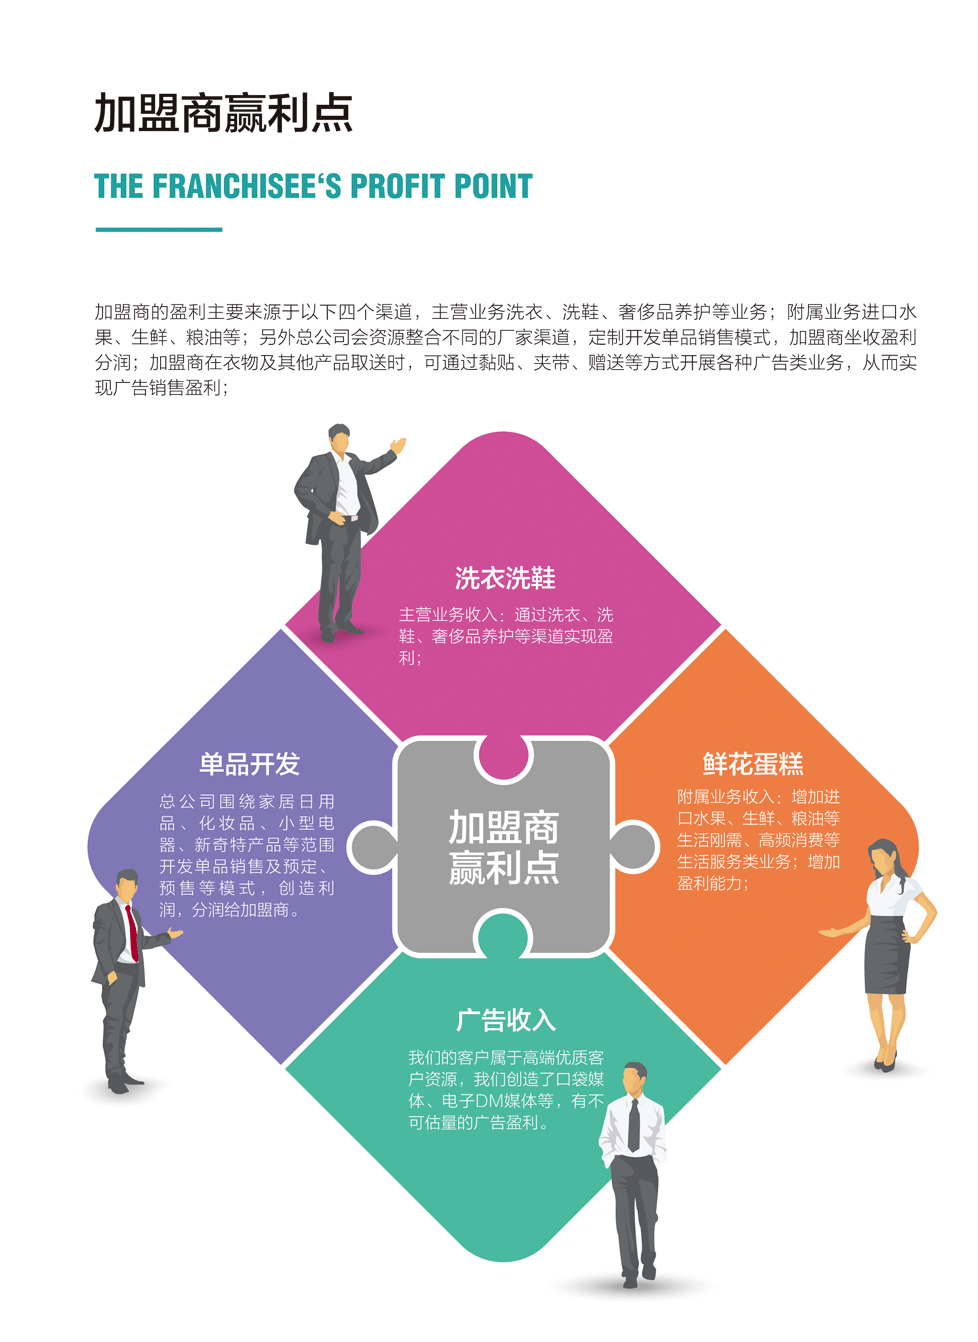 加盟商赢利点
THE FRANCHISEE‘S PROFIT POINT
加盟商的盈利主要来源于以下四个渠道，主营业务洗衣、洗鞋、奢侈品养护等业务；附属业务进口水
果、生鲜、粮油等；另外总公司会资源整合不同的厂家渠道，定制开发单品销售模式，加盟商坐收盈利
分润；加盟商在衣物及其他产品取送时，可通过黏贴、夹带、赠送等方式开展各种广告类业务，从而实
现广告销售盈利；
洗衣洗鞋
主营业务收入：通过洗衣、洗
鞋、奢侈品养护等渠道实现盈
利；
单品开发
总公司围绕家居日用
品、化妆品、小型电
器、新奇特产品等范围
开发单品销售及预定、
预售等模式，创造利
润，分润给加盟商。
加盟商
赢利点
鲜花蛋糕
附属业务收入：增加进
口水果、生鲜、粮油等
生活刚需、高频消费等
生活服务类业务；增加
盈利能力；
广告收入
我们的客户属于高端优质客
户资源，我们创造了口袋媒
体、电子DM媒体等，有不
可估量的广告盈利。